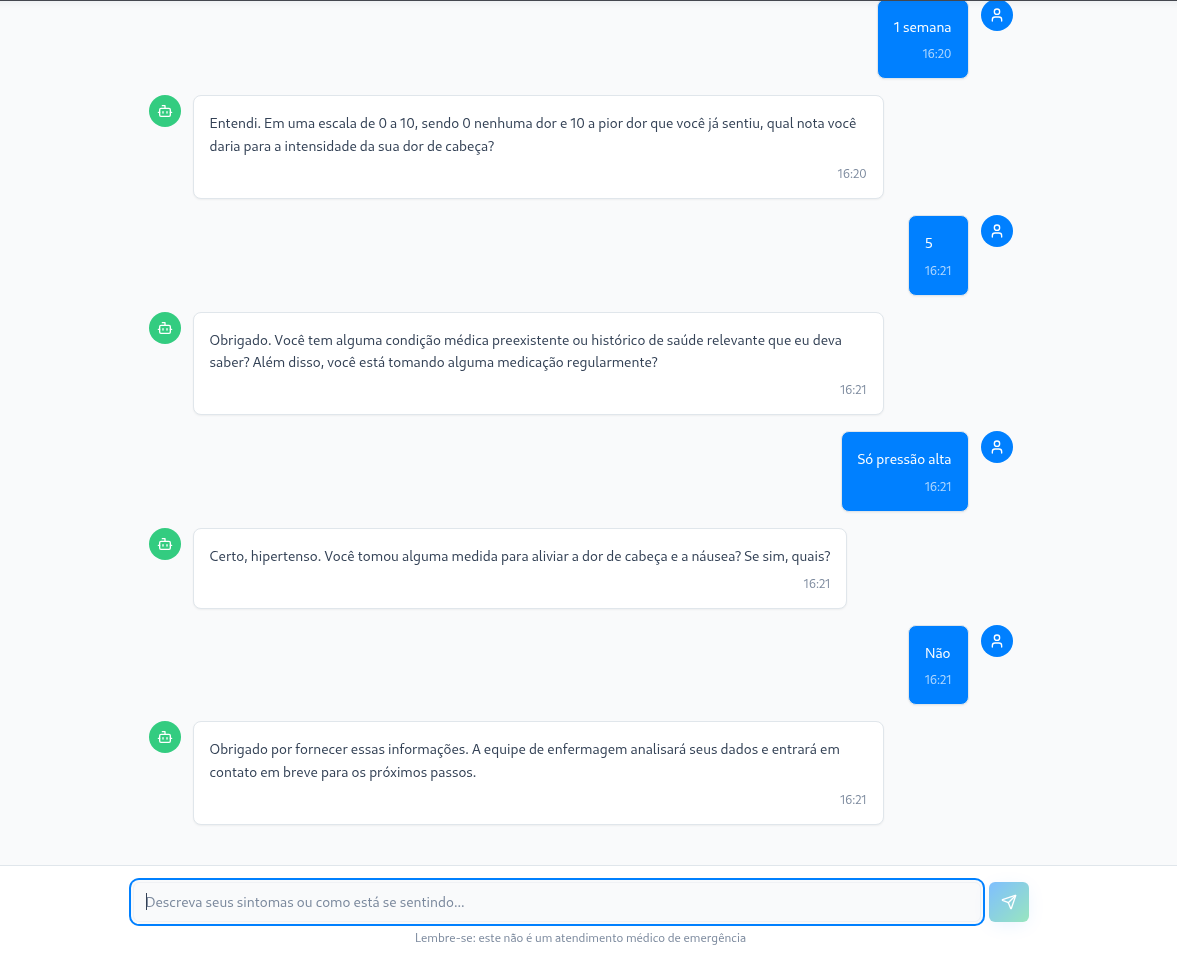 1 semana
16:20
Entendi. Em uma escala de 0 a 10, sendo 0 nenhuma dor e 10 a pior dor que você já sentiu, qual nota você
daria para a intensidade da sua dor de cabeça?
16:20
5
16:21
Obrigado. Você tem alguma condição médica preexistente ou histórico de saúde relevante que eu deva
saber? Além disso, você está tomando alguma medicação regularmente?
16:21
Só pressão alta
16:21
Certo, hipertenso. Você tomou alguma medida para aliviar a dor de cabeça e a náusea? Se sim, quais?
16:21
Não
16:21
Obrigado por fornecer essas informações. A equipe de enfermagem analisará seus dados e entrará em
contato em breve para os próximos passos.
16:21
Descreva seus sintomas ou como está se sentindo...
Lembre-se: este não é um atendimento médico de emergência